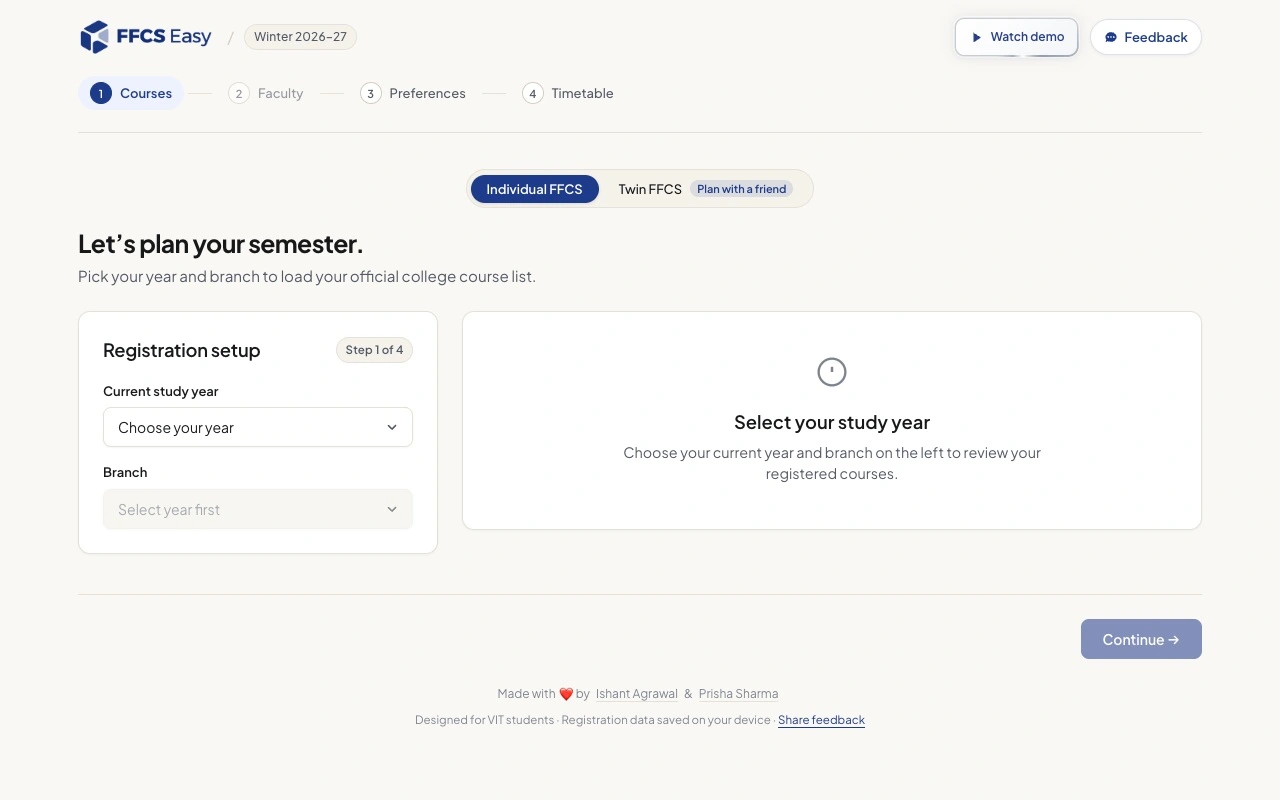 FFCS Easy / Winter 2026–27
Watch demo
Feedback
1 Courses
2 Faculty
3 Preferences
4 Timetable
Individual FFCS
Twin FFCS Plan with a friend
Let’s plan your semester.
Pick your year and branch to load your official college course list.
Registration setup
Step 1 of 4
Current study year
Choose your year
Branch
Select year first
Select your study year
Choose your current year and branch on the left to review your
registered courses.
Continue →
Made with ❤️ by Ishant Agrawal & Prisha Sharma
Designed for VIT students · Registration data saved on your device · Share feedback